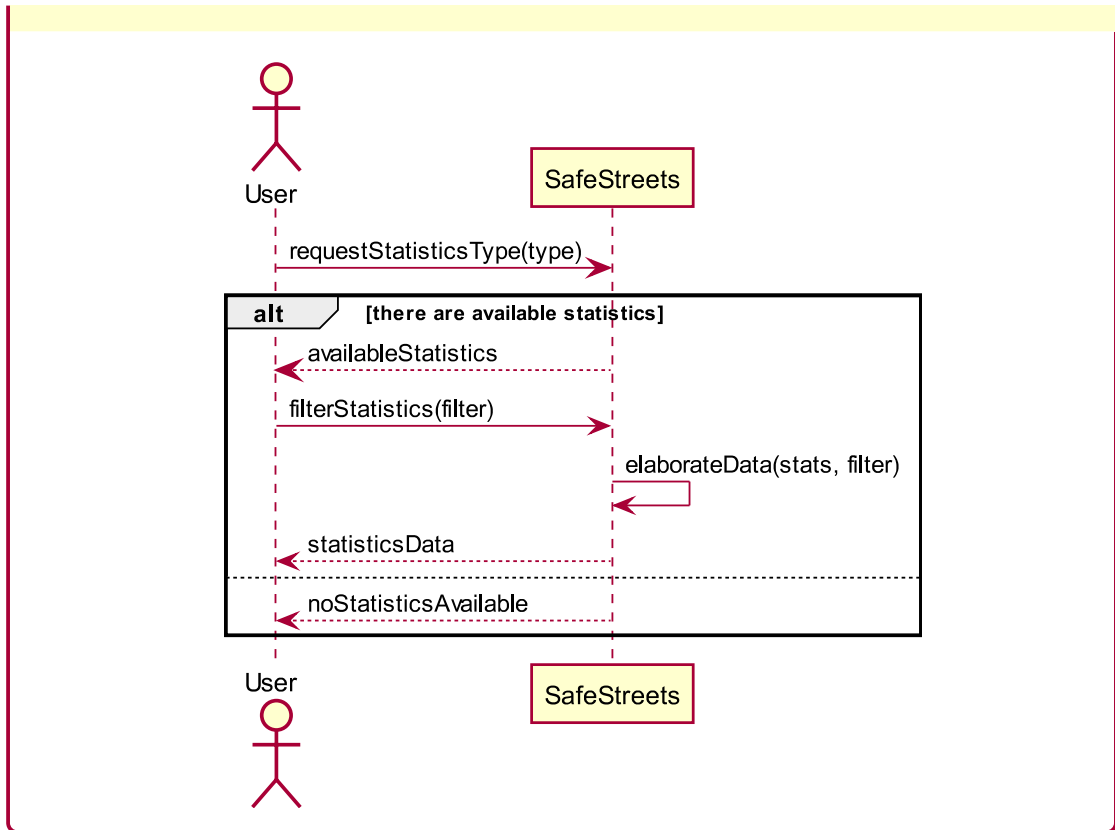 User
SafeStreets
requestStatisticsType(type)
alt
[there are available statistics]
availableStatistics
filterStatistics(filter)
elaborateData(stats, filter)
statisticsData
noStatisticsAvailable
User
SafeStreets